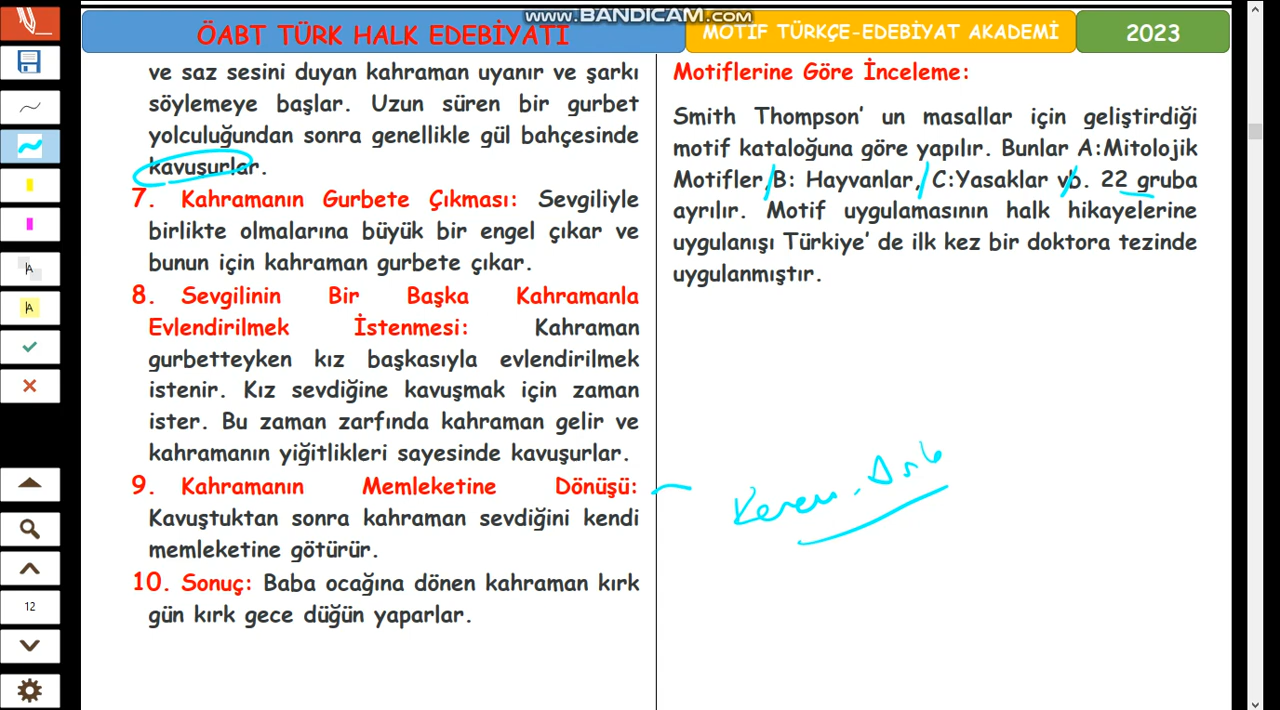 www.BANDICAM.com
ÖABT TÜRK HALK EDEBİYATI
MOTİF TÜRKÇE-EDEBİYAT AKADEMİ
2023
ve saz sesini duyan kahraman uyanır ve şarkı
söylemeye başlar. Uzun süren bir gurbet
yolculuğundan sonra genellikle gül bahçesinde
kavuşurlar.
7. Kahramanın Gurbete Çıkması: Sevgiliyle
birlikte olmalarına büyük bir engel çıkar ve
bunun için kahraman gurbete çıkar.
8. Sevgilinin Bir Başka Kahramanla
Evlendirilmek İstenmesi: Kahraman
gurbetteyken kız başkasıyla evlendirilmek
istenir. Kız sevdiğine kavuşmak için zaman
ister. Bu zaman zarfında kahraman gelir ve
kahramanın yiğitlikleri sayesinde kavuşurlar.
9. Kahramanın Memleketine Dönüşü:
Kavuştuktan sonra kahraman sevdiğini kendi
memleketine götürür.
10. Sonuç: Baba ocağına dönen kahraman kırk
gün kırk gece düğün yaparlar.
Motiflerine Göre İnceleme:
Smith Thompson' un masallar için geliştirdiği
motif kataloğuna göre yapılır. Bunlar A:Mitolojik
Motifler,B: Hayvanlar, C:Yasaklar vb. 22 gruba
ayrılır. Motif uygulamasının halk hikayelerine
uygulanışı Türkiye' de ilk kez bir doktora tezinde
uygulanmıştır.
Kerem - Aslı
12